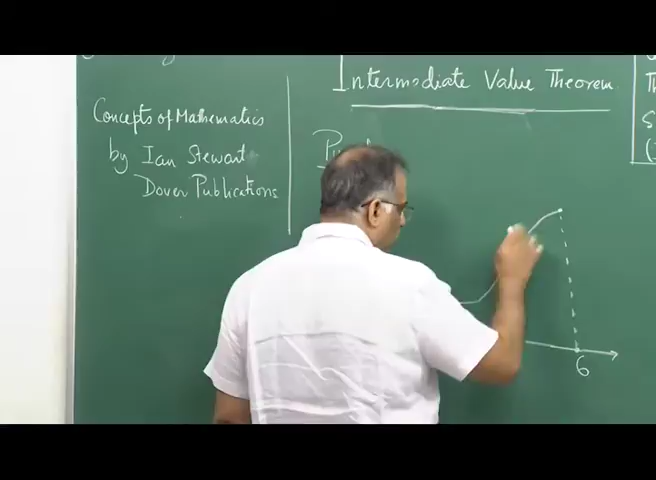 Concepts of Mathematics
by Ian Stewart
Dover Publications
Intermediate Value Theorem
6